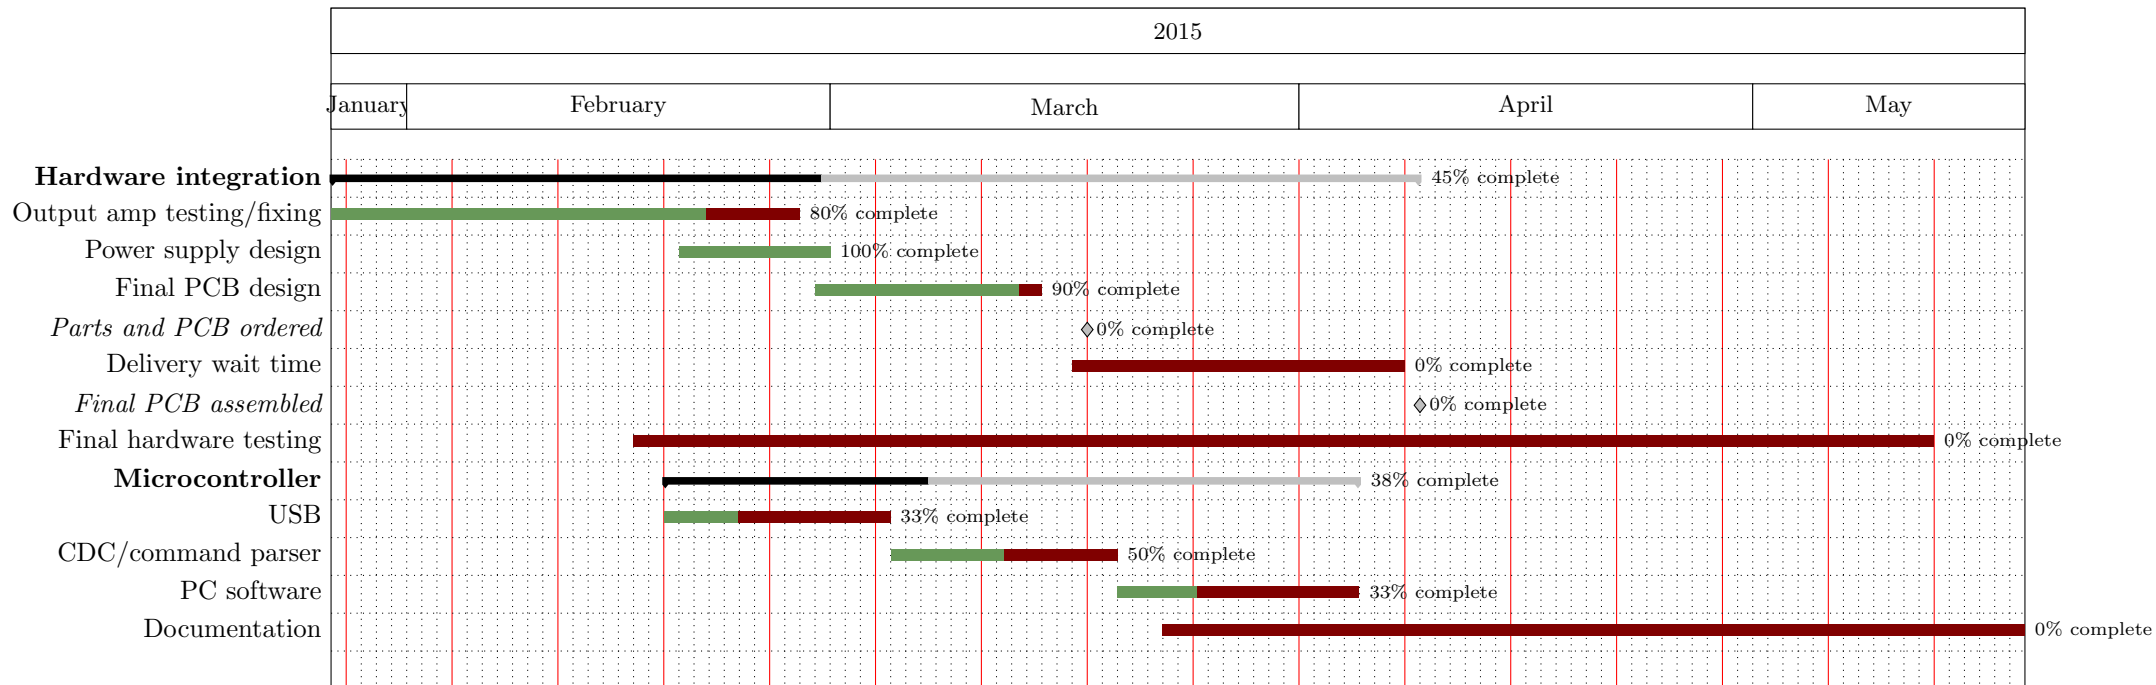 2015
January February March April May
Hardware integration 45% complete
Output amp testing/fixing 80% complete
Power supply design 100% complete
Final PCB design 90% complete
Parts and PCB ordered 0% complete
Delivery wait time 0% complete
Final PCB assembled 0% complete
Final hardware testing 0% complete
Microcontroller 38% complete
USB 33% complete
CDC/command parser 50% complete
PC software 33% complete
Documentation 0% complete